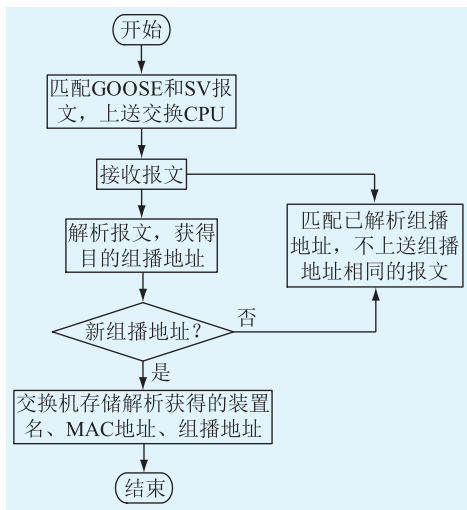 开始
匹配GOOSE和SV报
文，上送交换CPU
接收报文
解析报文，获得
目的组播地址
匹配已解析组播
地址，不上送组播
地址相同的报文
新组播地址？
否
是
交换机存储解析获得的装置
名、MAC地址、组播地址
结束